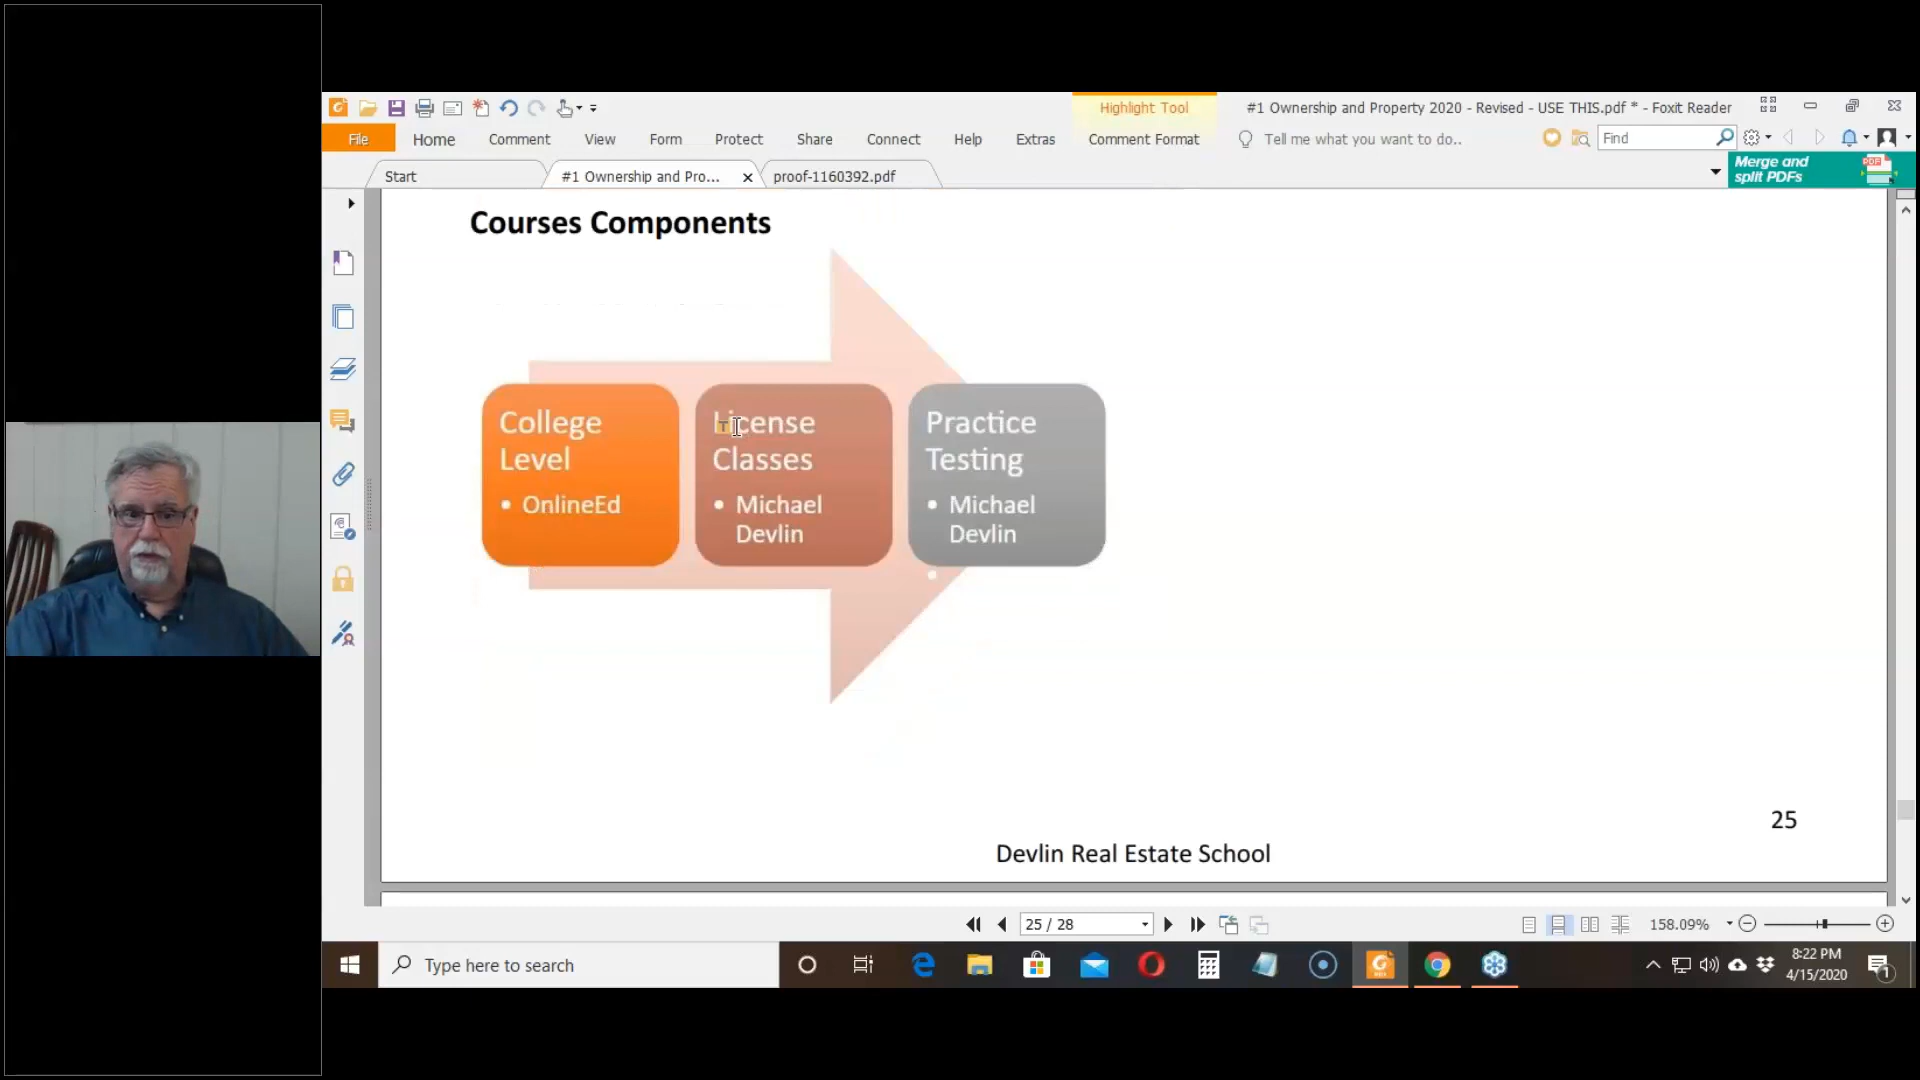 Highlight Tool
#1 Ownership and Property 2020 - Revised - USE THIS.pdf * - Foxit Reader
File
Home
Comment
View
Form
Protect
Share
Connect
Help
Extras
Comment Format
Tell me what you want to do..
Find
Start
#1 Ownership and Pro...
proof-1160392.pdf
Merge and
split PDFs
Courses Components
College
Level
• OnlineEd
License
Classes
• Michael
Devlin
Practice
Testing
• Michael
Devlin
•
25
Devlin Real Estate School
25 / 28
158.09%
Type here to search
8:22 PM
4/15/2020
1